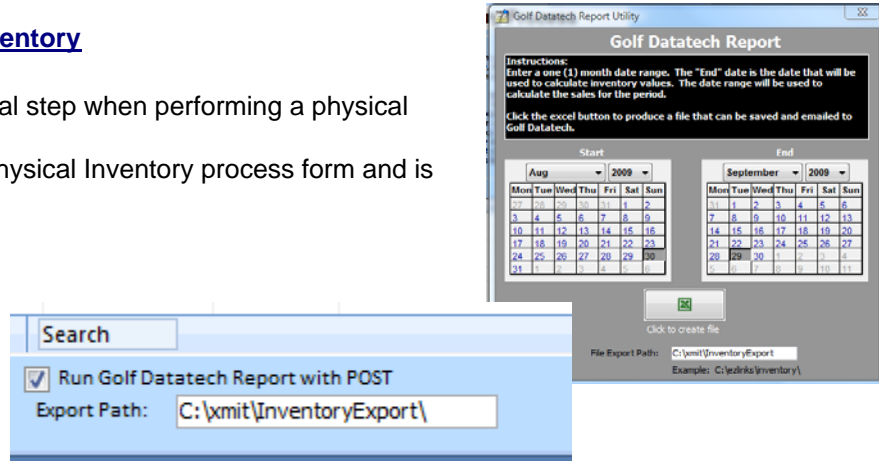 entory
al step when performing a physical
hysical Inventory process form and is
Golf Datatech Report Utility
Golf Datatech Report
Instructions:
Enter a one (1) month date range. The "End" date is the date that will be
used to calculate inventory values. The date range will be used to
calculate the sales for the period.
Click the excel button to produce a file that can be saved and emailed to
Golf Datatech.
Start
End
Aug 2009
September 2009
Mon Tue Wed Thu Fri Sat Sun
27 28 29 30 31 1 2
3 4 5 6 7 8 9
10 11 12 13 14 15 16
17 18 19 20 21 22 23
24 25 26 27 28 29 30
31 1 2 3 4 5 6
Mon Tue Wed Thu Fri Sat Sun
31 1 2 3 4 5 6
7 8 9 10 11 12 13
14 15 16 17 18 19 20
21 22 23 24 25 26 27
28 29 30 1 2 3 4
5 6 7 8 9 10 11
Click to create file
File Export Path: C:\xmit\InventoryExport
Example: C:\ezlinks\inventory\
Search
Run Golf Datatech Report with POST
Export Path: C:\xmit\InventoryExport\